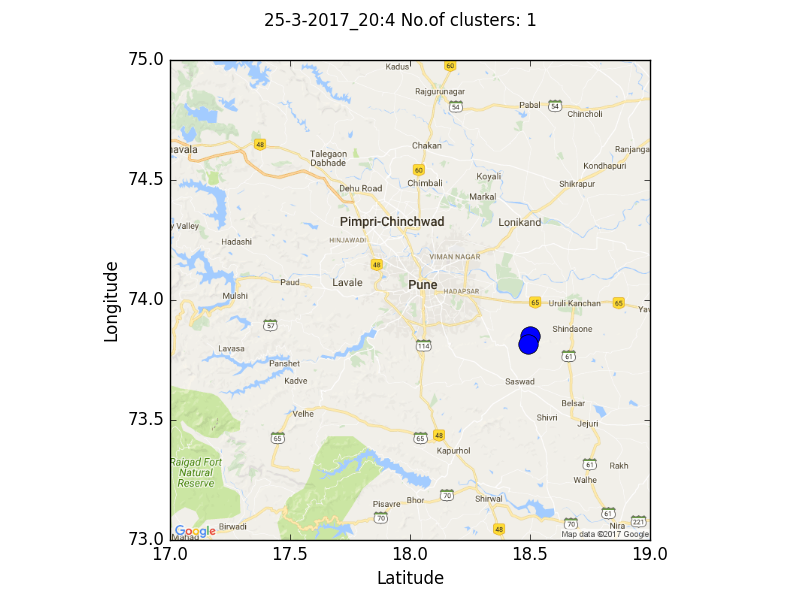 25-3-2017_20:4 No.of clusters: 1
75.0
74.5
74.0
73.5
73.0
17.0
17.5
18.0
18.5
19.0
Longitude
Latitude
Kadus
60
Rajgurunagar
54
Pabal
54
Chincholi
navala
48
Talegaon
Dabhade
Chakan
Ranjanga
Kondhapuri
60
Chimbali
Koyali
Shikrapur
Dehu Road
Markal
y Valley
Pimpri-Chinchwad
Lonikand
Hadashi
HINJAWADI
VIMAN NAGAR
48
Mulshi
Paud
Lavale
Pune
HADAPSAR
65
Uruli Kanchan
65
Yav
57
Shindaone
114
61
Lavasa
Panshet
Kadve
Saswad
Velhe
Belsar
Shivri
Jejuri
65
65
48
Kapurhol
Raigad Fort
Natural
Reserve
61
Rakh
Walhe
Pisavre
Bhor
70
Shirwal
70
61
221
Google
Birwadi
48
70
Nira
Mahad
Map data ©2017 Google